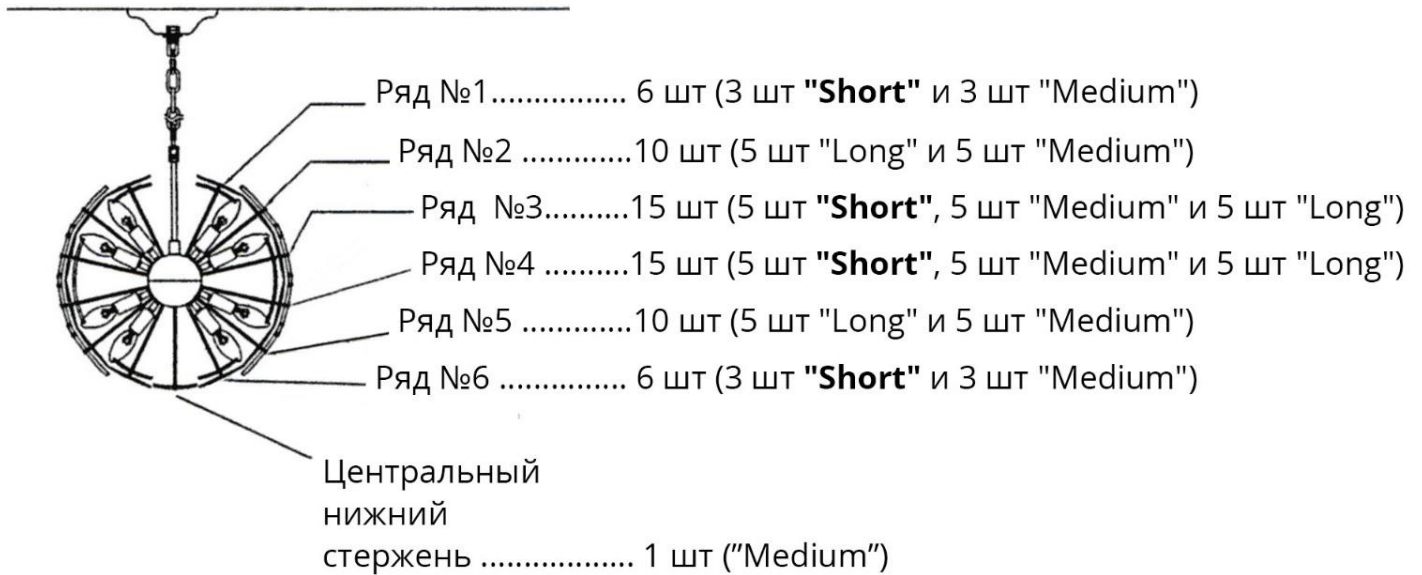 Ряд №1................ 6 шт (3 шт "Short" и 3 шт "Medium")
Ряд №2 .............10 шт (5 шт "Long" и 5 шт "Medium")
Ряд №3..........15 шт (5 шт "Short", 5 шт "Medium" и 5 шт "Long")
Ряд №4 ..........15 шт (5 шт "Short", 5 шт "Medium" и 5 шт "Long")
Ряд №5 .............10 шт (5 шт "Long" и 5 шт "Medium")
Ряд №6 ............... 6 шт (3 шт "Short" и 3 шт "Medium")
Центральный
нижний
стержень .................. 1 шт (”Medium”)